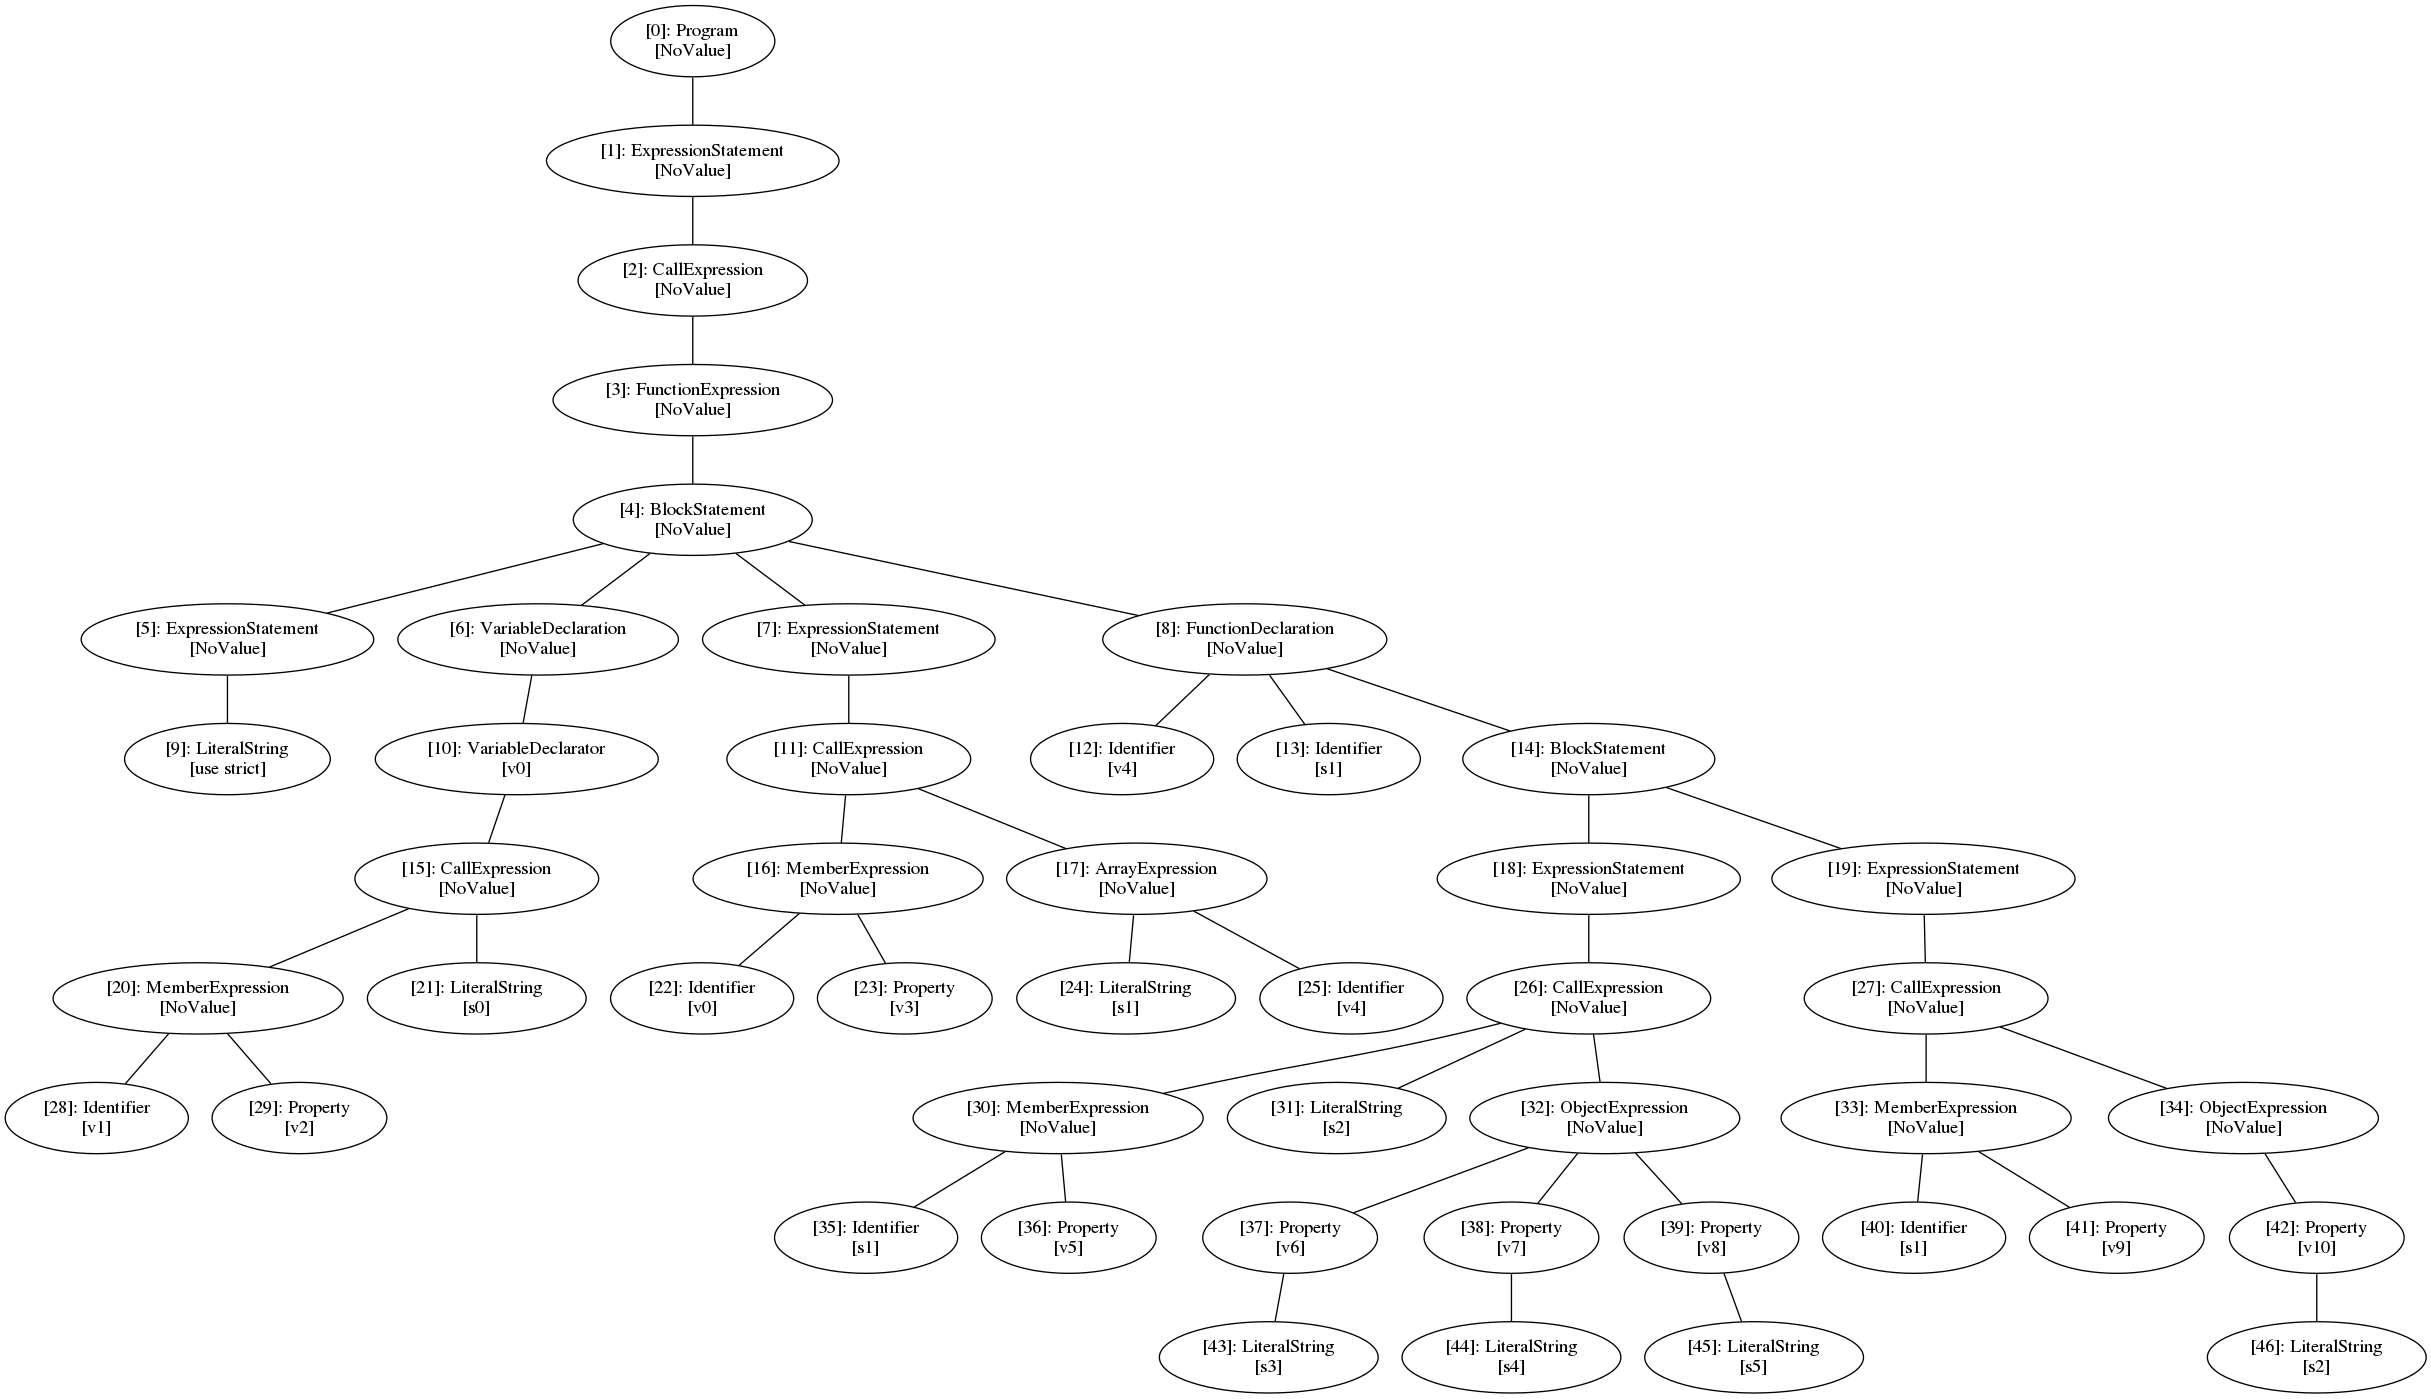 [0]: Program
[NoValue]
[1]: ExpressionStatement
[NoValue]
[2]: CallExpression
[NoValue]
[3]: FunctionExpression
[NoValue]
[4]: BlockStatement
[NoValue]
[5]: ExpressionStatement
[NoValue]
[6]: VariableDeclaration
[NoValue]
[7]: ExpressionStatement
[NoValue]
[8]: FunctionDeclaration
[NoValue]
[9]: LiteralString
[use strict]
[10]: VariableDeclarator
[v0]
[11]: CallExpression
[NoValue]
[12]: Identifier
[v4]
[13]: Identifier
[s1]
[14]: BlockStatement
[NoValue]
[15]: CallExpression
[NoValue]
[16]: MemberExpression
[NoValue]
[17]: ArrayExpression
[NoValue]
[18]: ExpressionStatement
[NoValue]
[19]: ExpressionStatement
[NoValue]
[20]: MemberExpression
[NoValue]
[21]: LiteralString
[s0]
[22]: Identifier
[v0]
[23]: Property
[v3]
[24]: LiteralString
[s1]
[25]: Identifier
[v4]
[26]: CallExpression
[NoValue]
[27]: CallExpression
[NoValue]
[28]: Identifier
[v1]
[29]: Property
[v2]
[30]: MemberExpression
[NoValue]
[31]: LiteralString
[s2]
[32]: ObjectExpression
[NoValue]
[33]: MemberExpression
[NoValue]
[34]: ObjectExpression
[NoValue]
[35]: Identifier
[s1]
[36]: Property
[v5]
[37]: Property
[v6]
[38]: Property
[v7]
[39]: Property
[v8]
[40]: Identifier
[s1]
[41]: Property
[v9]
[42]: Property
[v10]
[43]: LiteralString
[s3]
[44]: LiteralString
[s4]
[45]: LiteralString
[s5]
[46]: LiteralString
[s2]